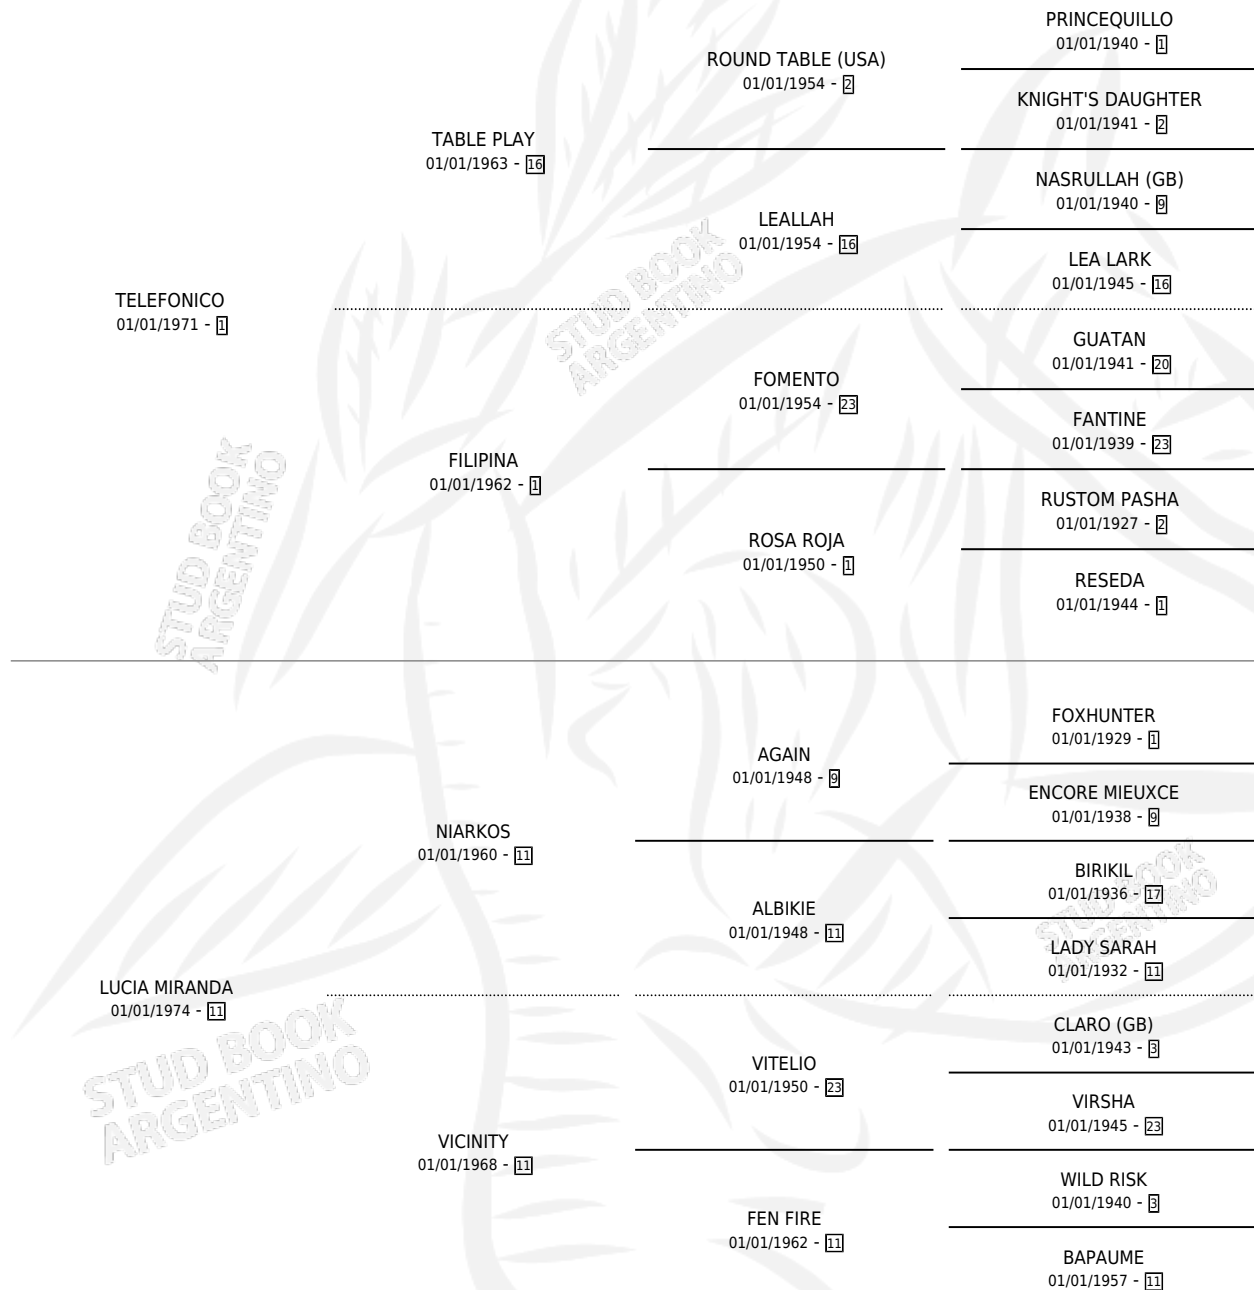 PRINCEQUILLO
01/01/1940 - 1
ROUND TABLE (USA)
01/01/1954 - 2
KNIGHT'S DAUGHTER
01/01/1941 - 2
TABLE PLAY
01/01/1963 - 16
NASRULLAH (GB)
01/01/1940 - 9
LEALLAH
01/01/1954 - 16
LEA LARK
01/01/1945 - 16
STUD BOOK
ARGENTINO
TELEFONICO
01/01/1971 - 1
GUATAN
01/01/1941 - 20
FOMENTO
01/01/1954 - 23
FANTINE
01/01/1939 - 23
FILIPINA
01/01/1962 - 1
RUSTOM PASHA
01/01/1927 - 2
ROSA ROJA
01/01/1950 - 1
RESEDA
01/01/1944 - 1
STUD BOOK
ARGENTINO
FOXHUNTER
01/01/1929 - 1
AGAIN
01/01/1948 - 9
ENCORE MIEUXCE
01/01/1938 - 9
NIARKOS
01/01/1960 - 11
BIRIKIL
01/01/1936 - 17
ALBIKIE
01/01/1948 - 11
LADY SARAH
01/01/1932 - 11
STUD BOOK
ARGENTINO
LUCIA MIRANDA
01/01/1974 - 11
CLARO (GB)
01/01/1943 - 3
VITELIO
01/01/1950 - 23
VIRSHA
01/01/1945 - 23
STUD BOOK
ARGENTINO
VICINITY
01/01/1968 - 11
WILD RISK
01/01/1940 - 3
FEN FIRE
01/01/1962 - 11
BAPAUME
01/01/1957 - 11